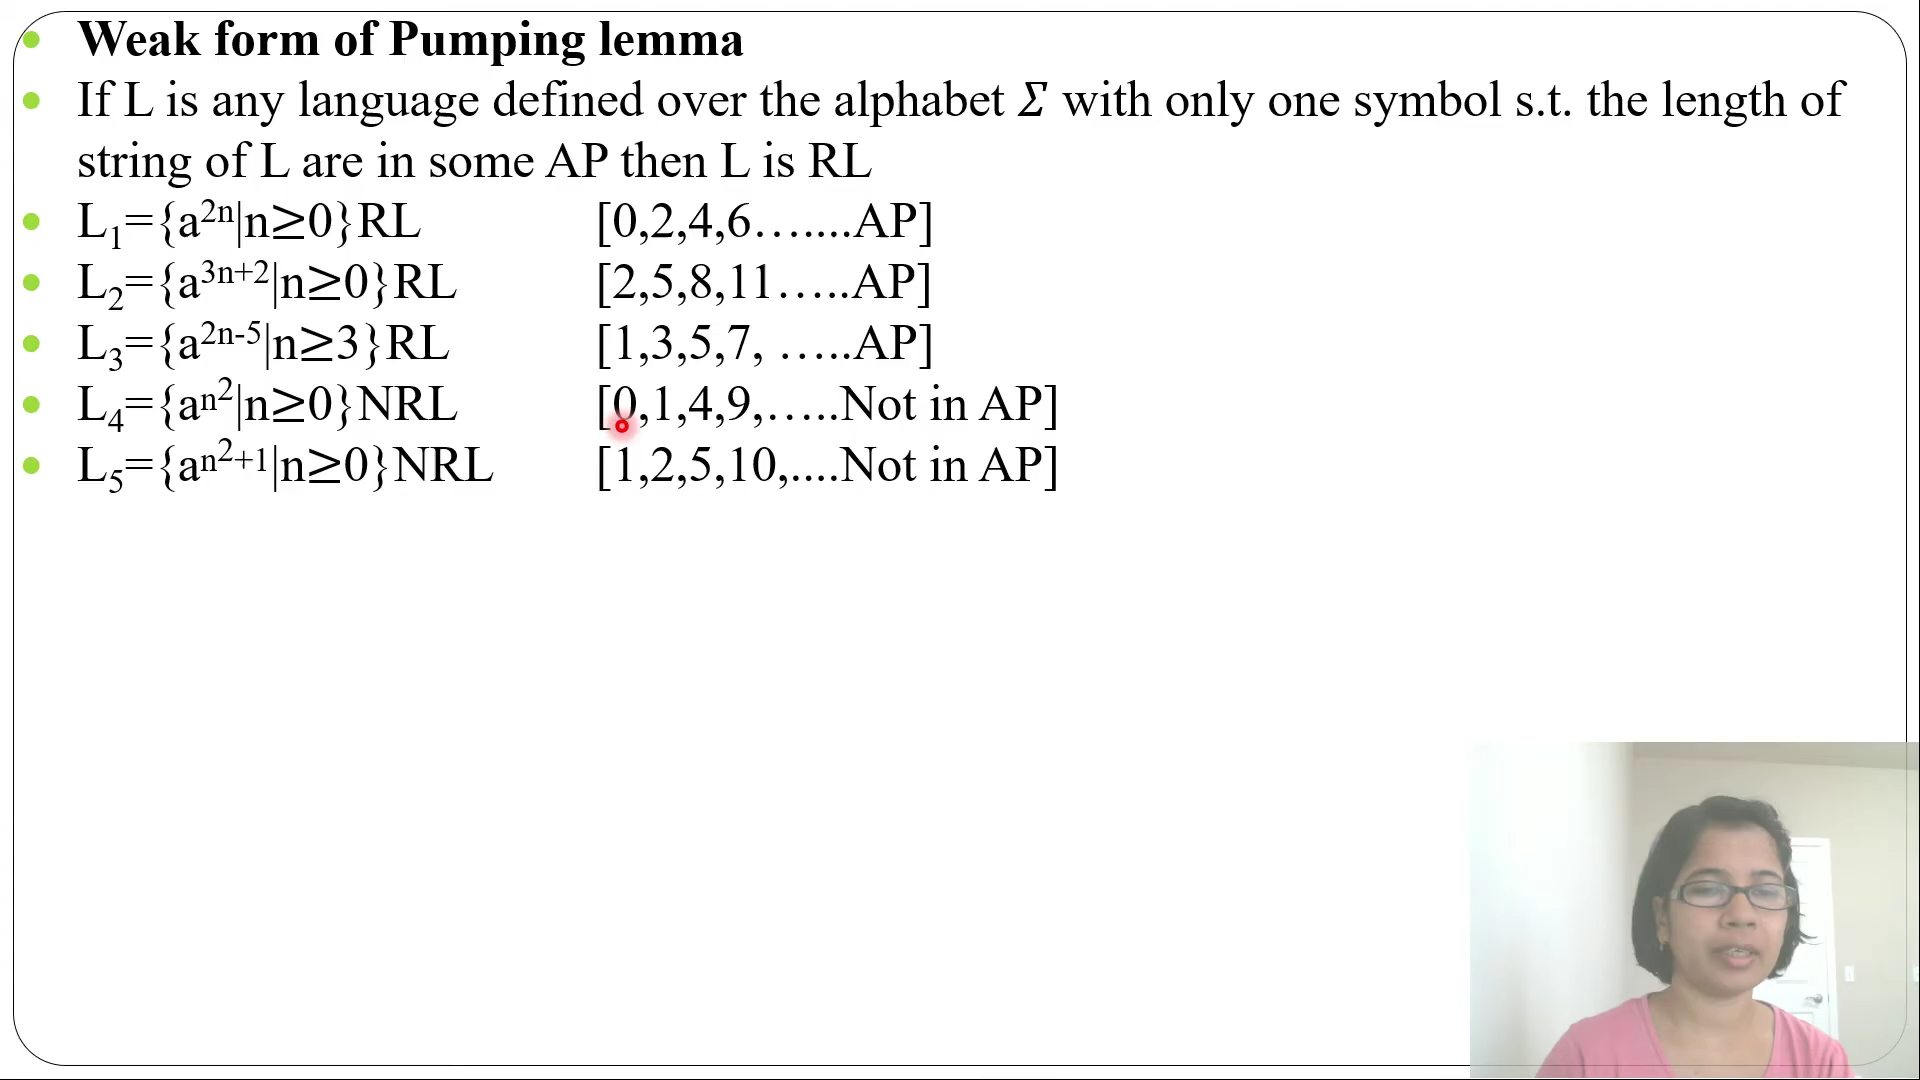 Weak form of Pumping lemma
If L is any language defined over the alphabet Σ with only one symbol s.t. the length of
string of L are in some AP then L is RL
L₁={a²ⁿ|n≥0}RL [0,2,4,6…....AP]
L₂={a³ⁿ⁺²|n≥0}RL [2,5,8,11…..AP]
L₃={a²ⁿ⁻⁵|n≥3}RL [1,3,5,7, …..AP]
L₄={aⁿ²|n≥0}NRL [0,1,4,9,…..Not in AP]
L₅={aⁿ²⁺¹|n≥0}NRL [1,2,5,10,....Not in AP]